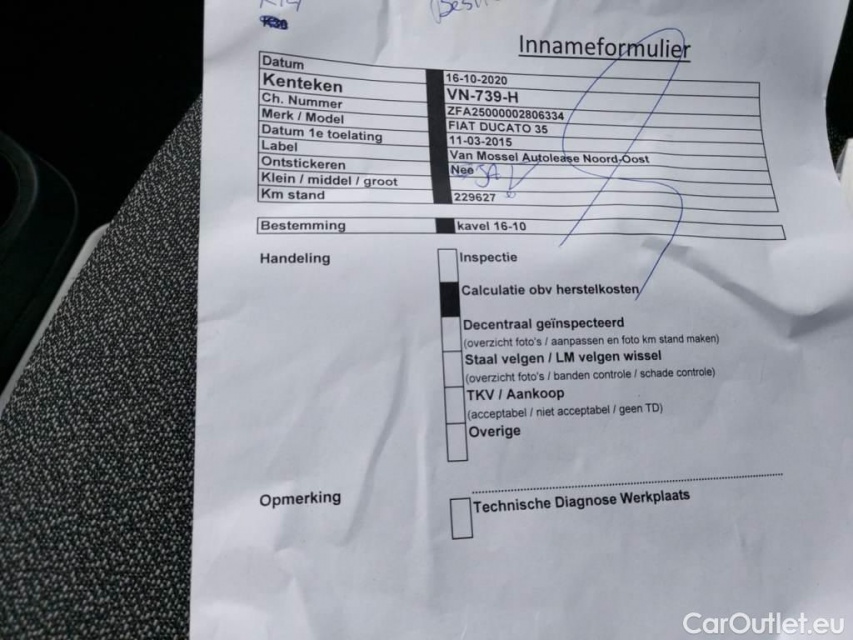 K14
Innameformulier
Datum 16-10-2020
Kenteken VN-739-H
Ch. Nummer ZFA25000002806334
Merk / Model FIAT DUCATO 35
Datum 1e toelating 11-03-2015
Label Van Mossel Autolease Noord-Oost
Ontstickeren Nee JA
Klein / middel / groot
Km stand 229627
Bestemming kavel 16-10
Handeling Inspectie
Calculatie obv herstelkosten
Decentraal geïnspecteerd
(overzicht foto's / aanpassen en foto km stand maken)
Staal velgen / LM velgen wissel
(overzicht foto's / banden controle / schade controle)
TKV / Aankoop
(acceptabel / niet acceptabel / geen TD)
Overige
Opmerking Technische Diagnose Werkplaats
CarOutlet.eu